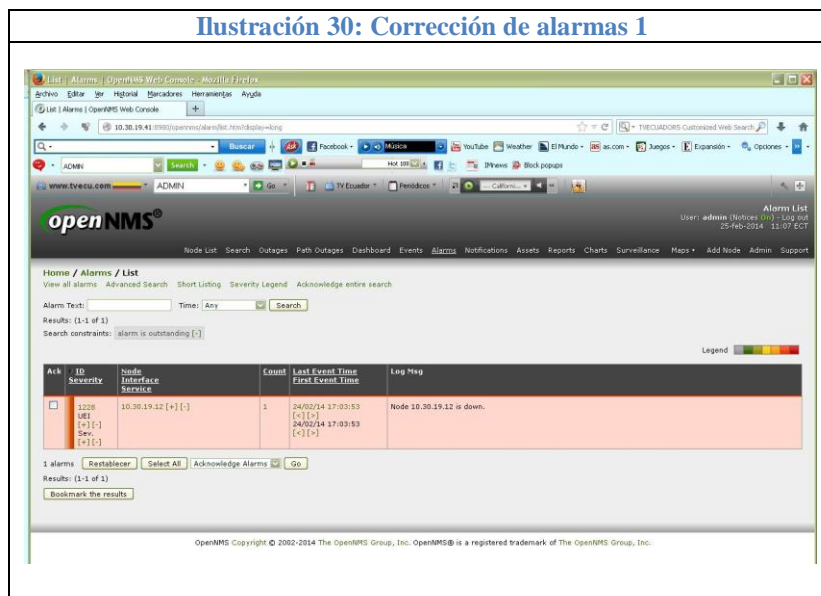 Ilustración 30: Corrección de alarmas 1
List | Alarms | OpenNMS Web Console - Mozilla Firefox
Archivo Editar Ver Historial Marcadores Herramientas Ayuda
List | Alarms | OpenNMS Web Console +
10.30.19.41:8980/opennms/alarm/list.htm?display=long TVECUADORS Customized Web Search
Buscar Facebook Música YouTube Weather El Mundo as.com Juegos Expansión Opciones
ADMIN Search Hot 100 IMnews Block popups
www.tvecu.com ADMIN Go TV Ecuador Periódicos Californ...
openNMS®
Alarm List
User: admin (Notices On) - Log out
25-feb-2014 11:07 ECT
Node List Search Outages Path Outages Dashboard Events Alarms Notifications Assets Reports Charts Surveillance Maps Add Node Admin Support
Home / Alarms / List
View all alarms Advanced Search Short Listing Severity Legend Acknowledge entire search
Alarm Text: Time: Any Search
Results: (1-1 of 1)
Search constraints: alarm is outstanding [-]
Legend
Ack ID Severity Node Interface Service Count Last Event Time First Event Time Log Msg
1228 UEI [+] [-] Sev. [+] [-] 10.30.19.12 [+] [-] 1 24/02/14 17:03:53 [<] [>] 24/02/14 17:03:53 [<] [>] Node 10.30.19.12 is down.
1 alarms Restablecer Select All Acknowledge Alarms Go
Results: (1-1 of 1)
Bookmark the results
OpenNMS Copyright © 2002-2014 The OpenNMS Group, Inc. OpenNMS® is a registered trademark of The OpenNMS Group, Inc.